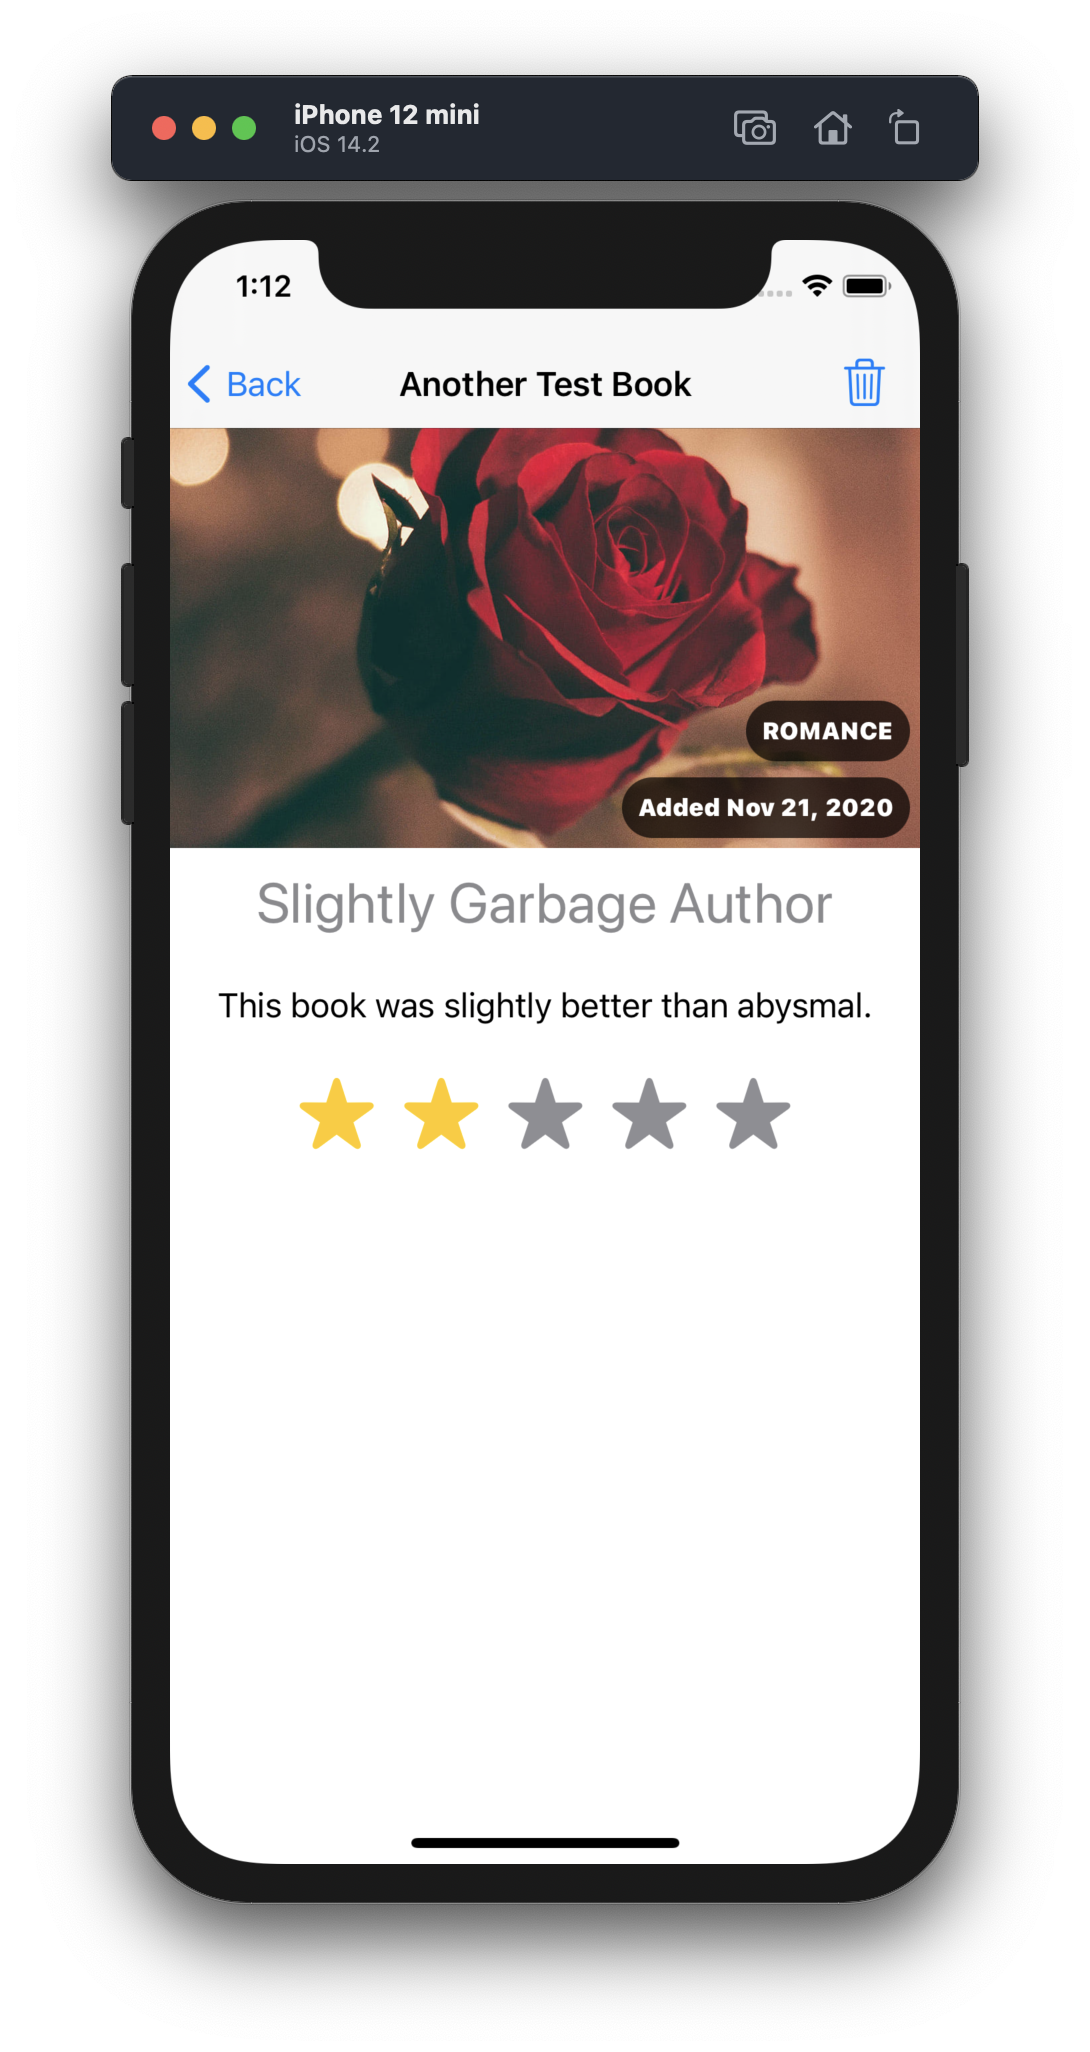 iPhone 12 mini
iOS 14.2
1:12
Back
Another Test Book
ROMANCE
Added Nov 21, 2020
Slightly Garbage Author
This book was slightly better than abysmal.